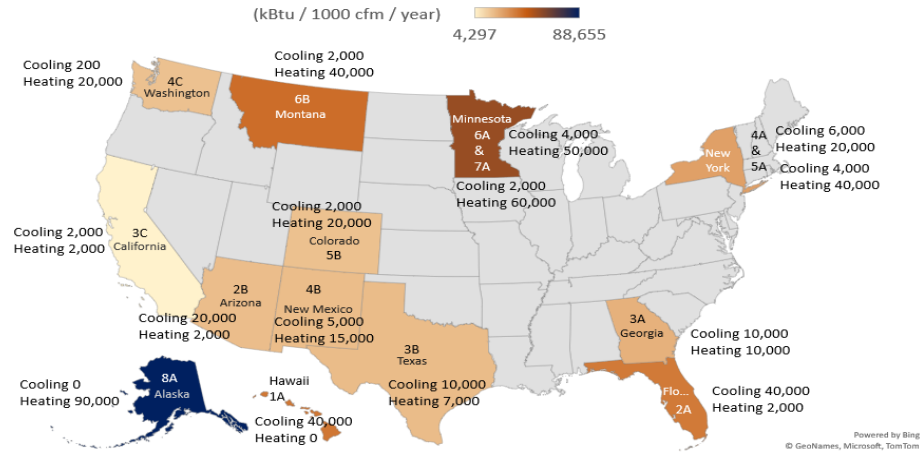 (kBtu / 1000 cfm / year)
4,297
88,655
Cooling 200
Heating 20,000
4C
Washington
Cooling 2,000
Heating 40,000
6B
Montana
Minnesota
6A
&
7A
Cooling 4,000
Heating 50,000
Cooling 2,000
Heating 60,000
New
York
4A
&
5A
Cooling 6,000
Heating 20,000
Cooling 4,000
Heating 40,000
Cooling 2,000
Heating 2,000
3C
California
Cooling 2,000
Heating 20,000
Colorado
5B
2B
Arizona
Cooling 20,000
Heating 2,000
4B
New Mexico
Cooling 5,000
Heating 15,000
3B
Texas
Cooling 10,000
Heating 7,000
3A
Georgia
Cooling 10,000
Heating 10,000
Cooling 0
Heating 90,000
8A
Alaska
Hawaii
1A
Cooling 40,000
Heating 0
Flo...
2A
Cooling 40,000
Heating 2,000
Powered by Bing
© GeoNames, Microsoft, TomTom